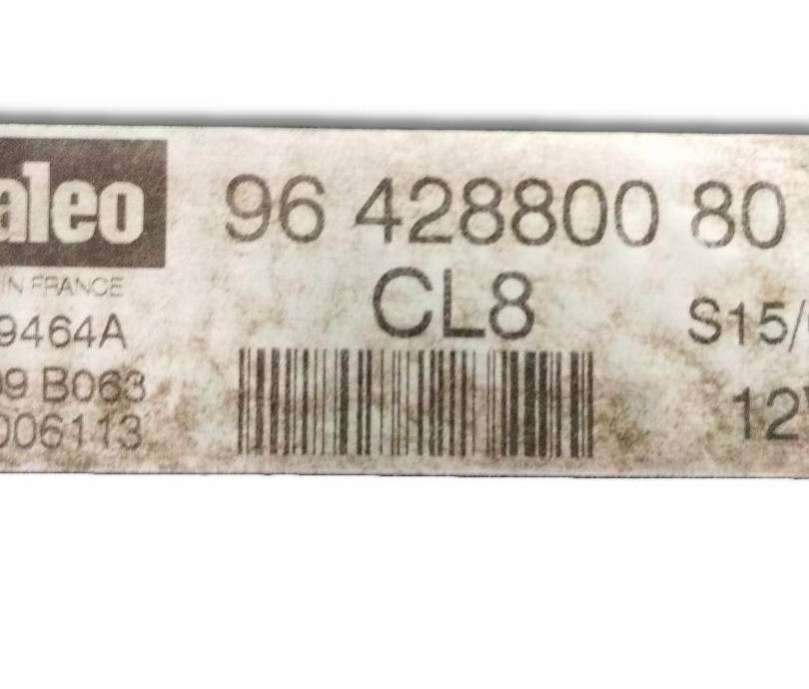 aleo
IN FRANCE
9464A
09 B063
006113
96 428800 80
CL8
S15/
12